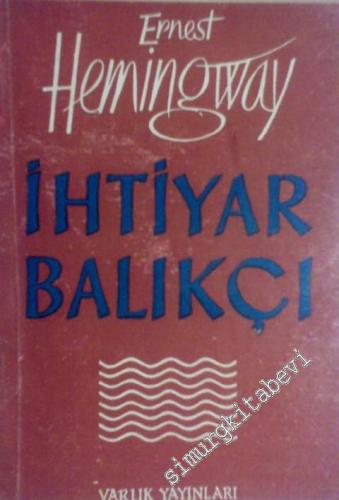 Ernest
Hemingway
İHTİYAR
BALIKÇI
simurgkitabevi
VARLIK YAYINLARI